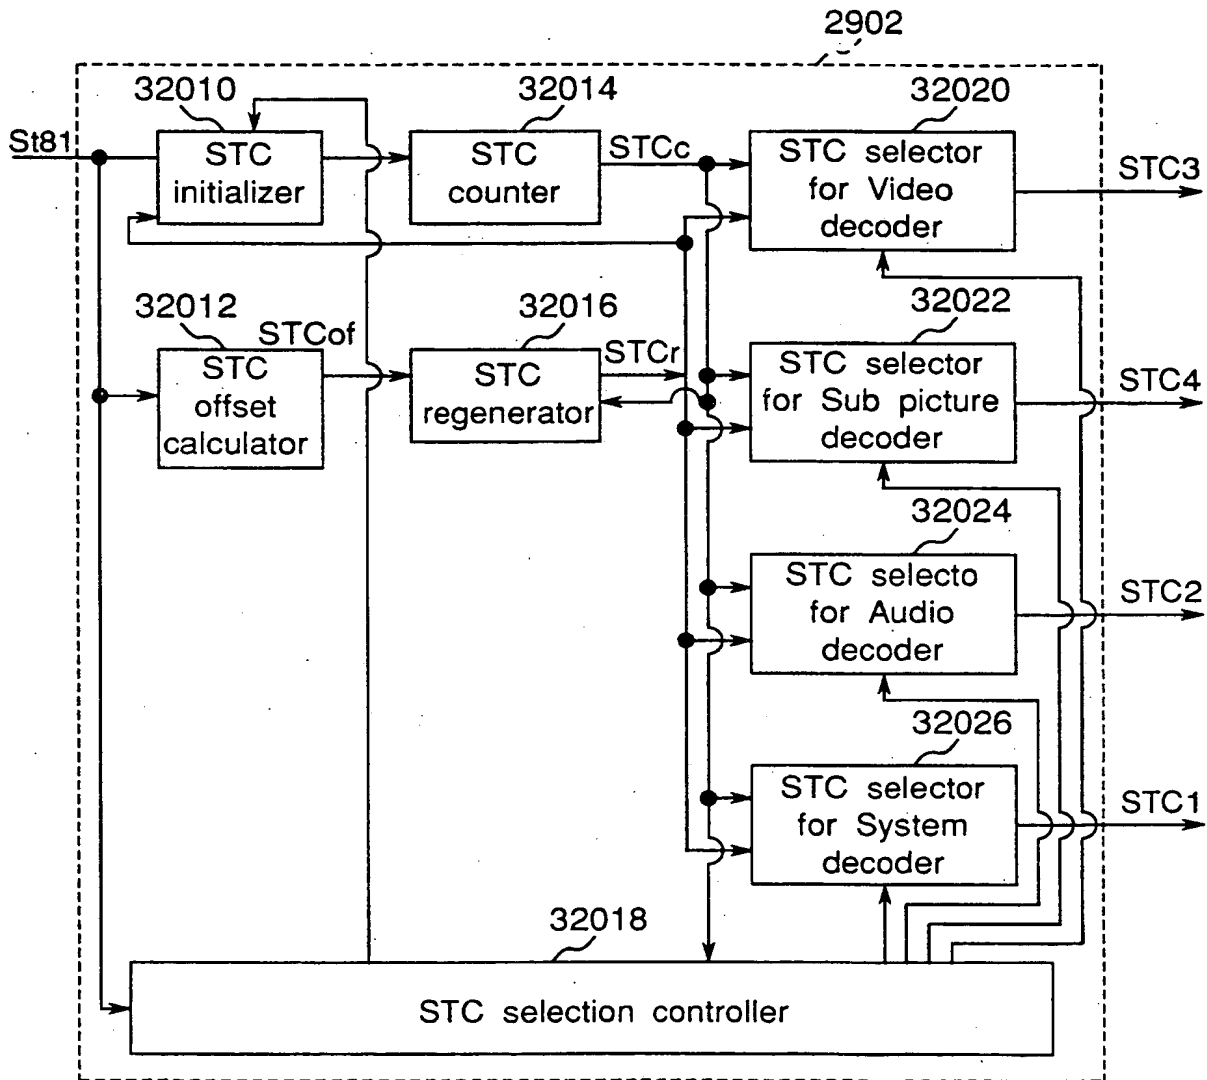 2902
32010
32014
32020
St81
STC
initializer
STC
counter
STCc
STC selector
for Video
decoder
STC3
32012
STCof
32016
STCr
32022
STC
offset
calculator
STC
regenerator
STC selector
for Sub picture
decoder
STC4
32024
STC selecto
for Audio
decoder
STC2
32026
STC selector
for System
decoder
STC1
32018
STC selection controller